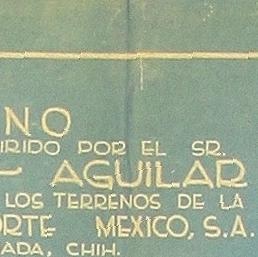 NO
IRIDO POR EL SR.
- AGUILAR
LOS TERRENOS DE LA
ORTE MEXICO, S.A.
ADA, CHIH.